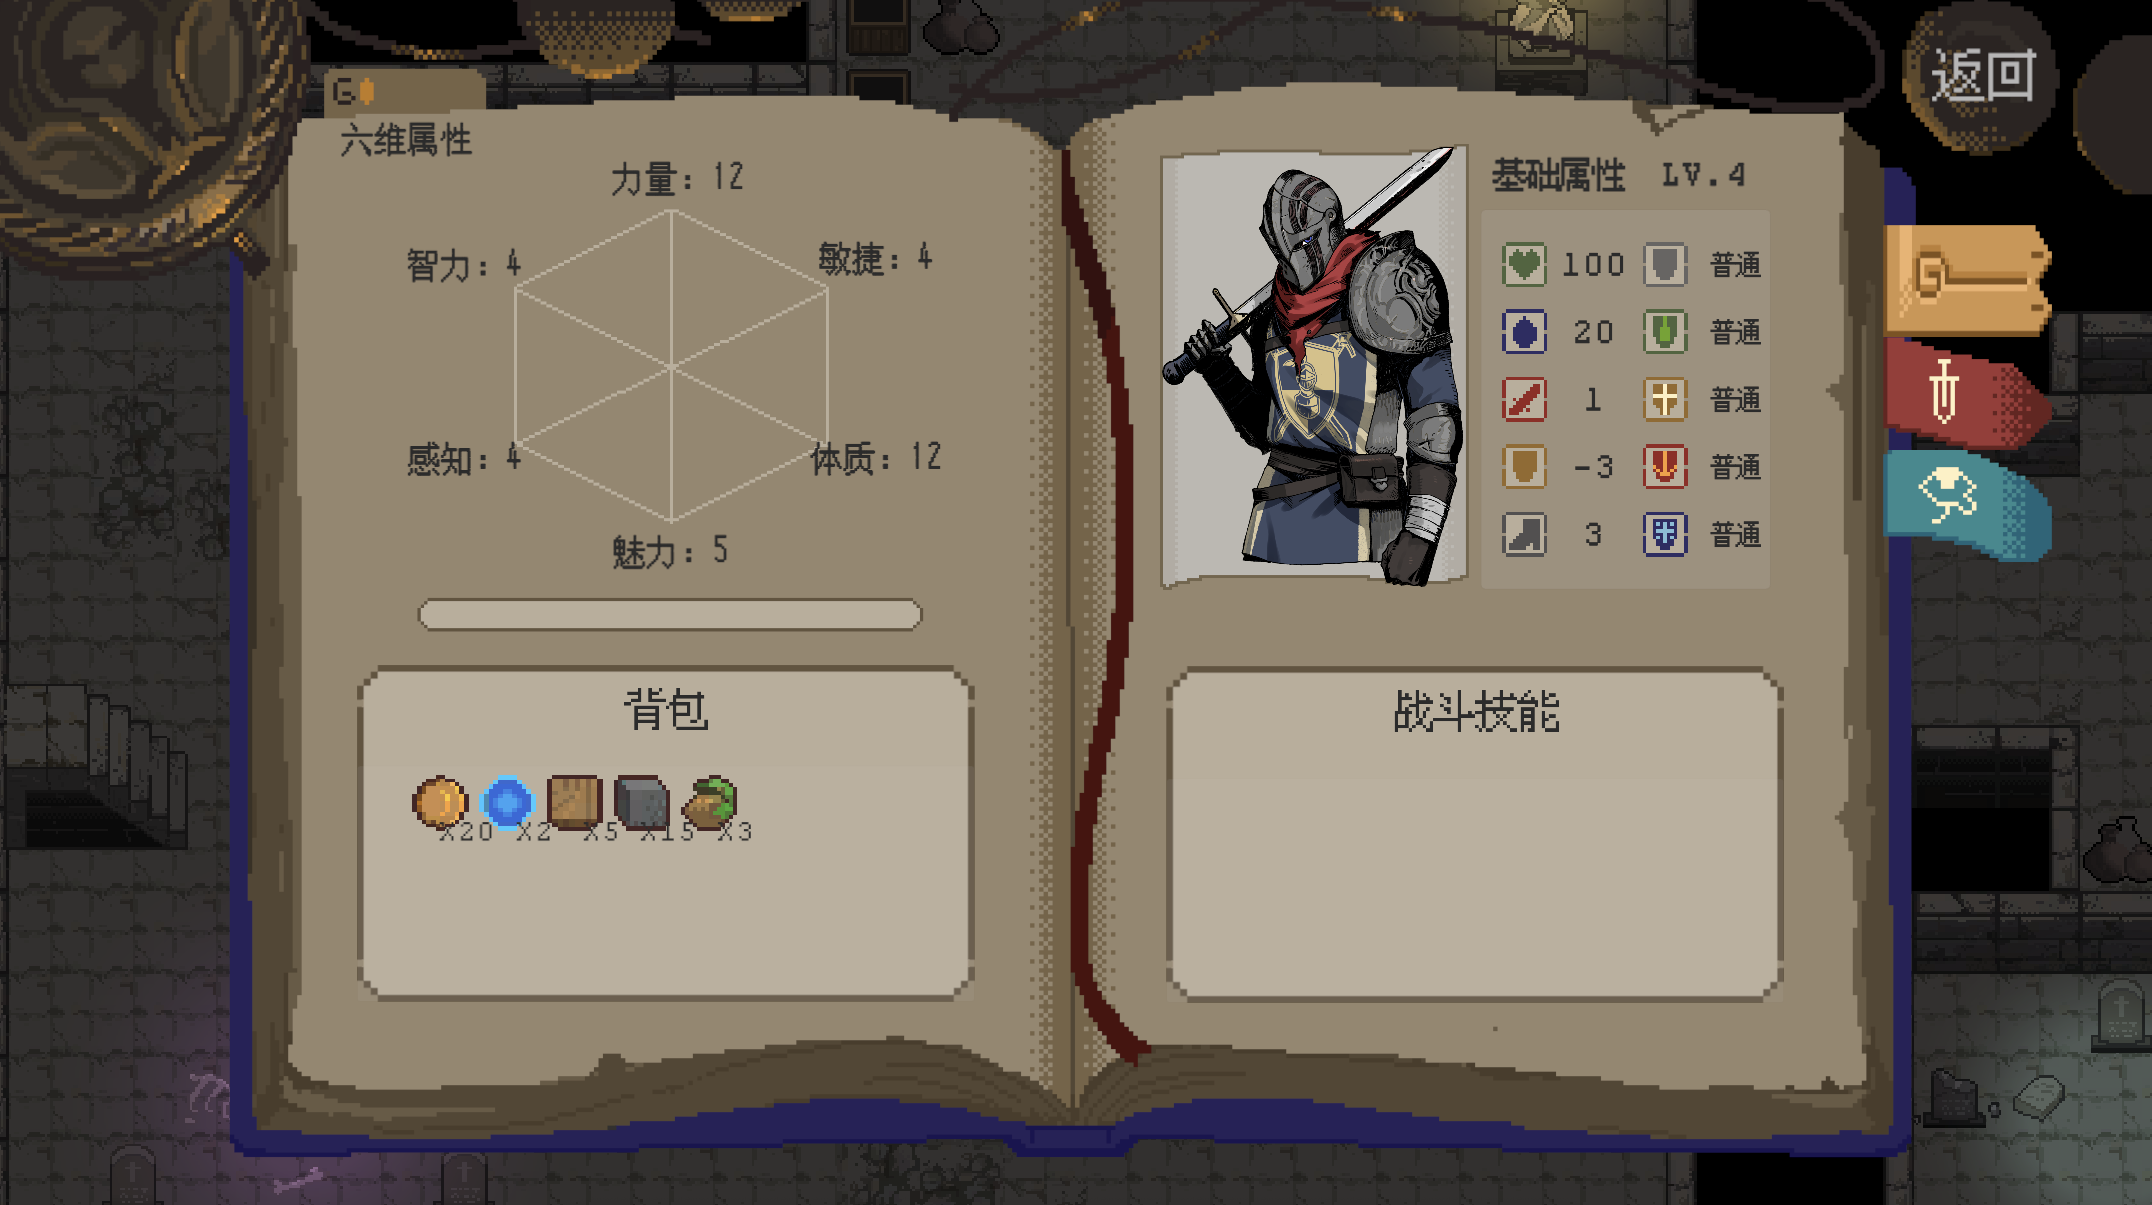 返回
G
六维属性
力量: 12
智力: 4
敏捷: 4
感知: 4
体质: 12
魅力: 5
背包
X20 X2 X5 X15 X3
基础属性 LV.4
100 普通
20 普通
1 普通
-3 普通
3 普通
战斗技能